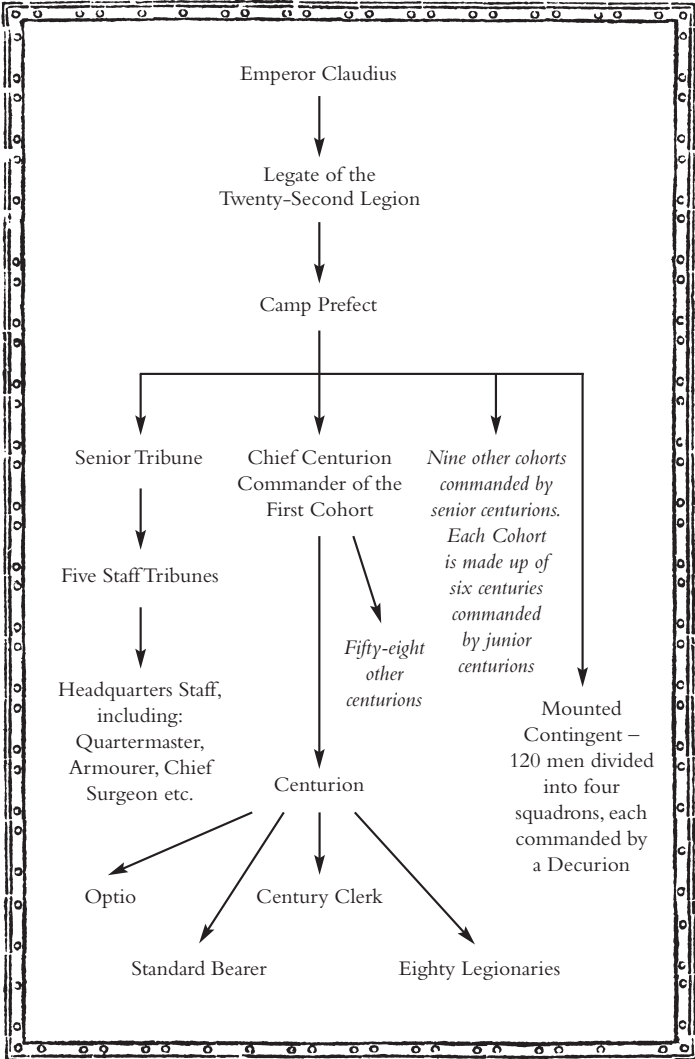 Emperor Claudius
Legate of the
Twenty-Second Legion
Camp Prefect
Senior Tribune
Five Staff Tribunes
Headquarters Staff,
including:
Quartermaster,
Armourer, Chief
Surgeon etc.
Chief Centurion
Commander of the
First Cohort
Fifty-eight
other
centurions
Nine other cohorts
commanded by
senior centurions.
Each Cohort
is made up of
six centuries
commanded
by junior
centurions
Mounted
Contingent –
120 men divided
into four
squadrons, each
commanded by
a Decurion
Centurion
Optio
Century Clerk
Standard Bearer
Eighty Legionaries